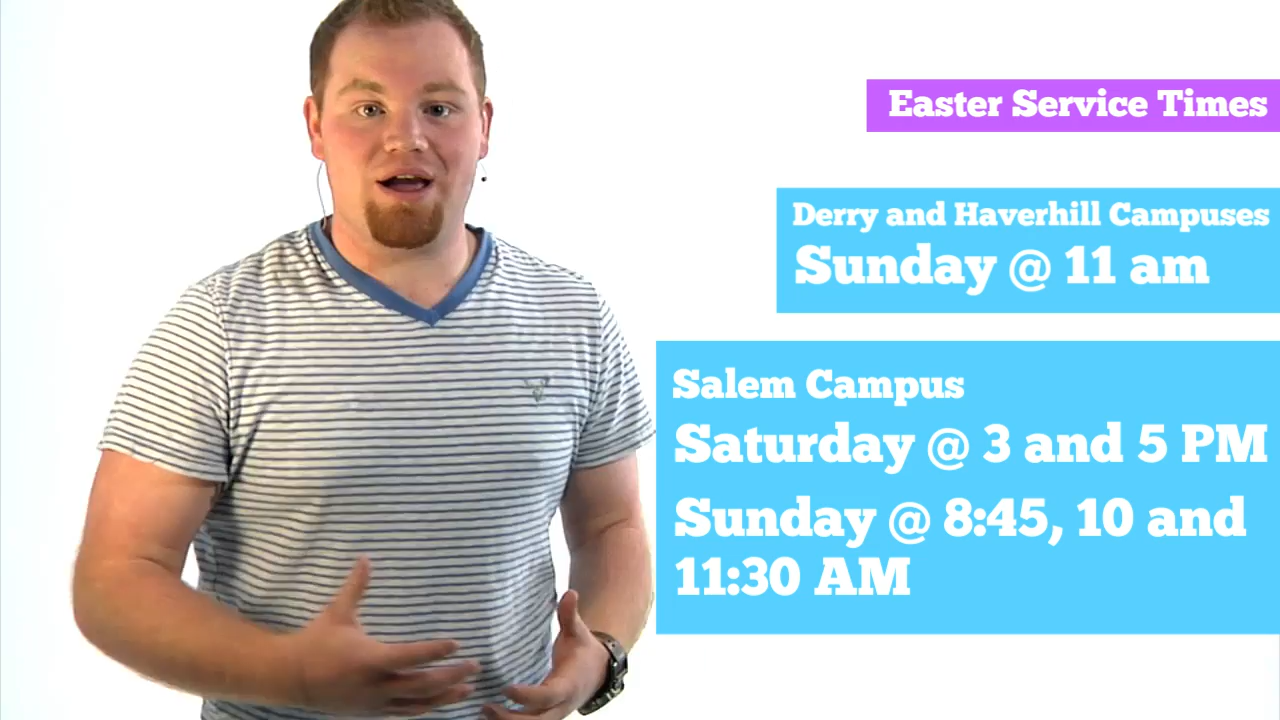 Easter Service Times
Derry and Haverhill Campuses
Sunday @ 11 am
Salem Campus
Saturday @ 3 and 5 PM
Sunday @ 8:45, 10 and
11:30 AM